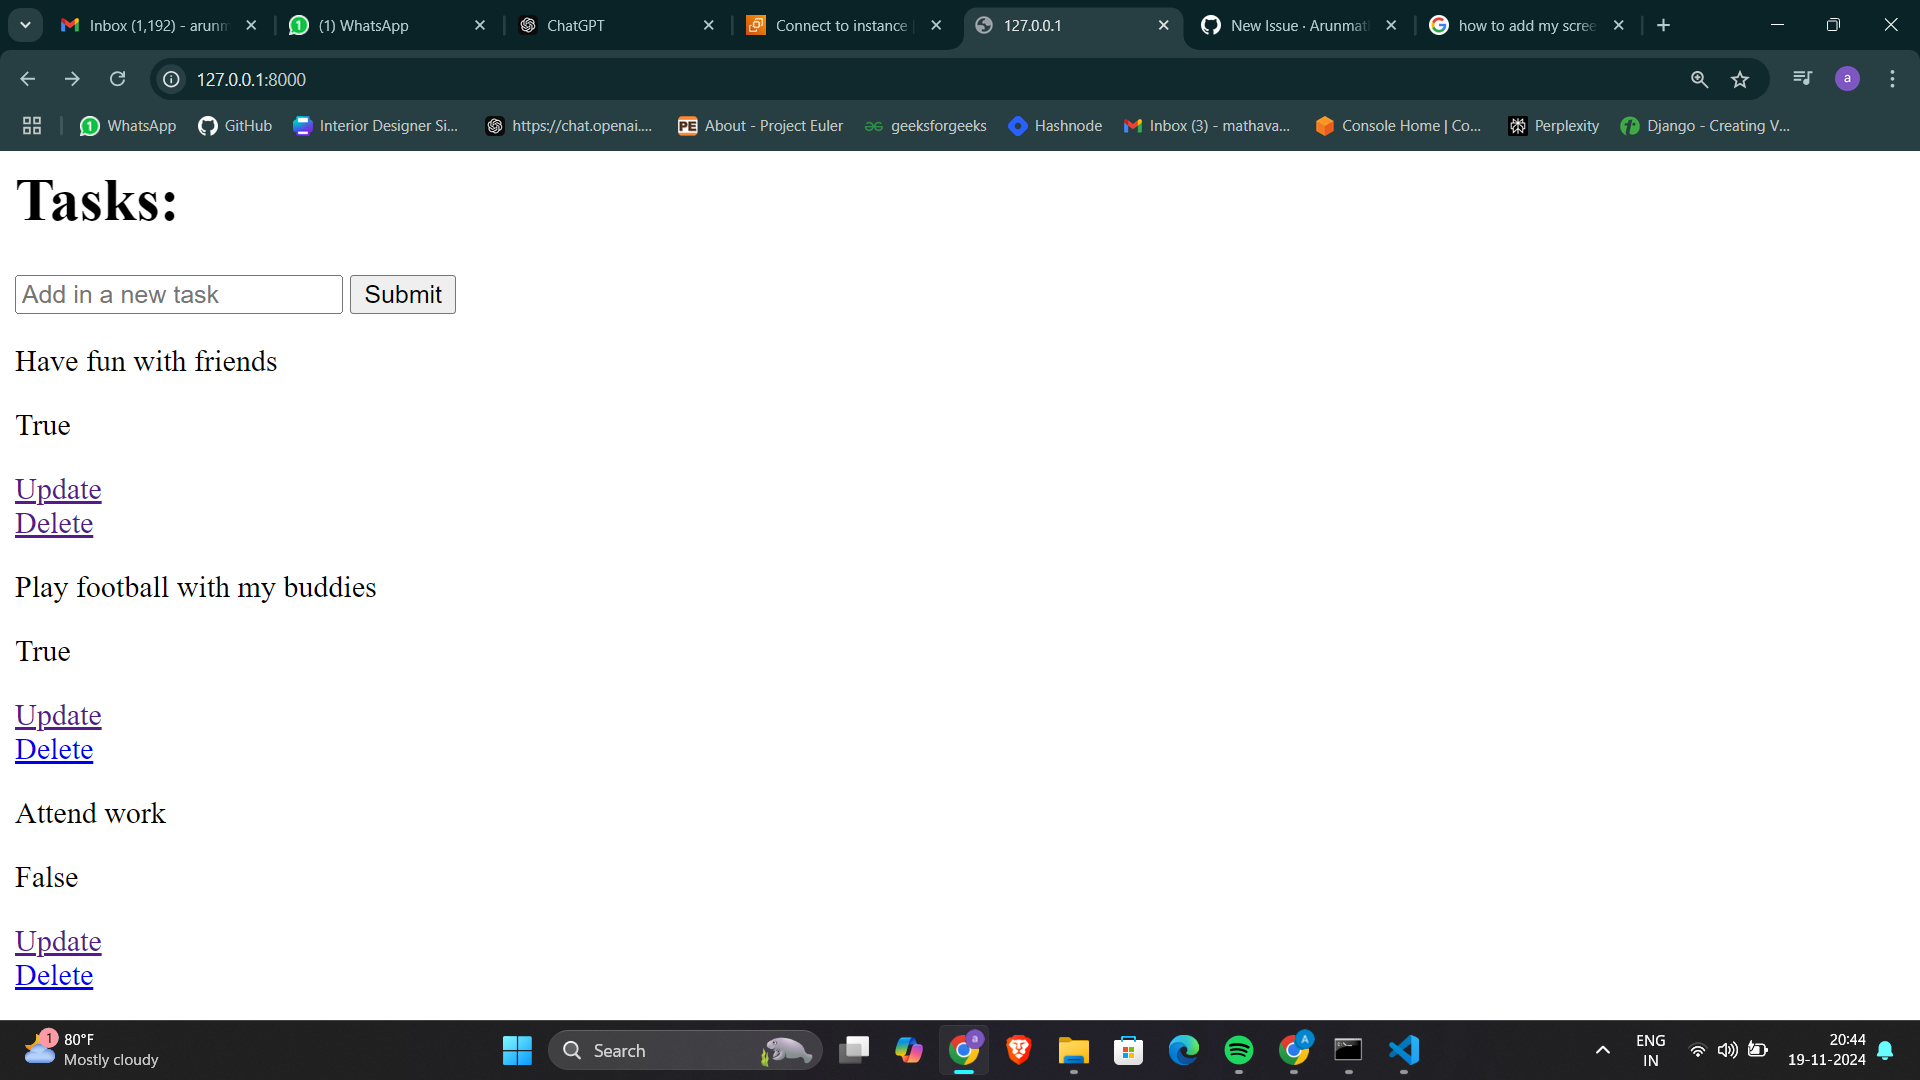 Inbox (1,192) - arunm
(1) WhatsApp
ChatGPT
Connect to instance
127.0.0.1
New Issue · Arunmat
how to add my scree
127.0.0.1:8000
a
WhatsApp
GitHub
Interior Designer Si...
https://chat.openai....
PE
About - Project Euler
geeksforgeeks
Hashnode
Inbox (3) - mathava...
Console Home | Co...
Perplexity
Django - Creating V...
Tasks:
Add in a new task
Submit
Have fun with friends
True
Update
Delete
Play football with my buddies
True
Update
Delete
Attend work
False
Update
Delete
1
80°F
Mostly cloudy
Search
a
A
ENG
IN
20:44
19-11-2024